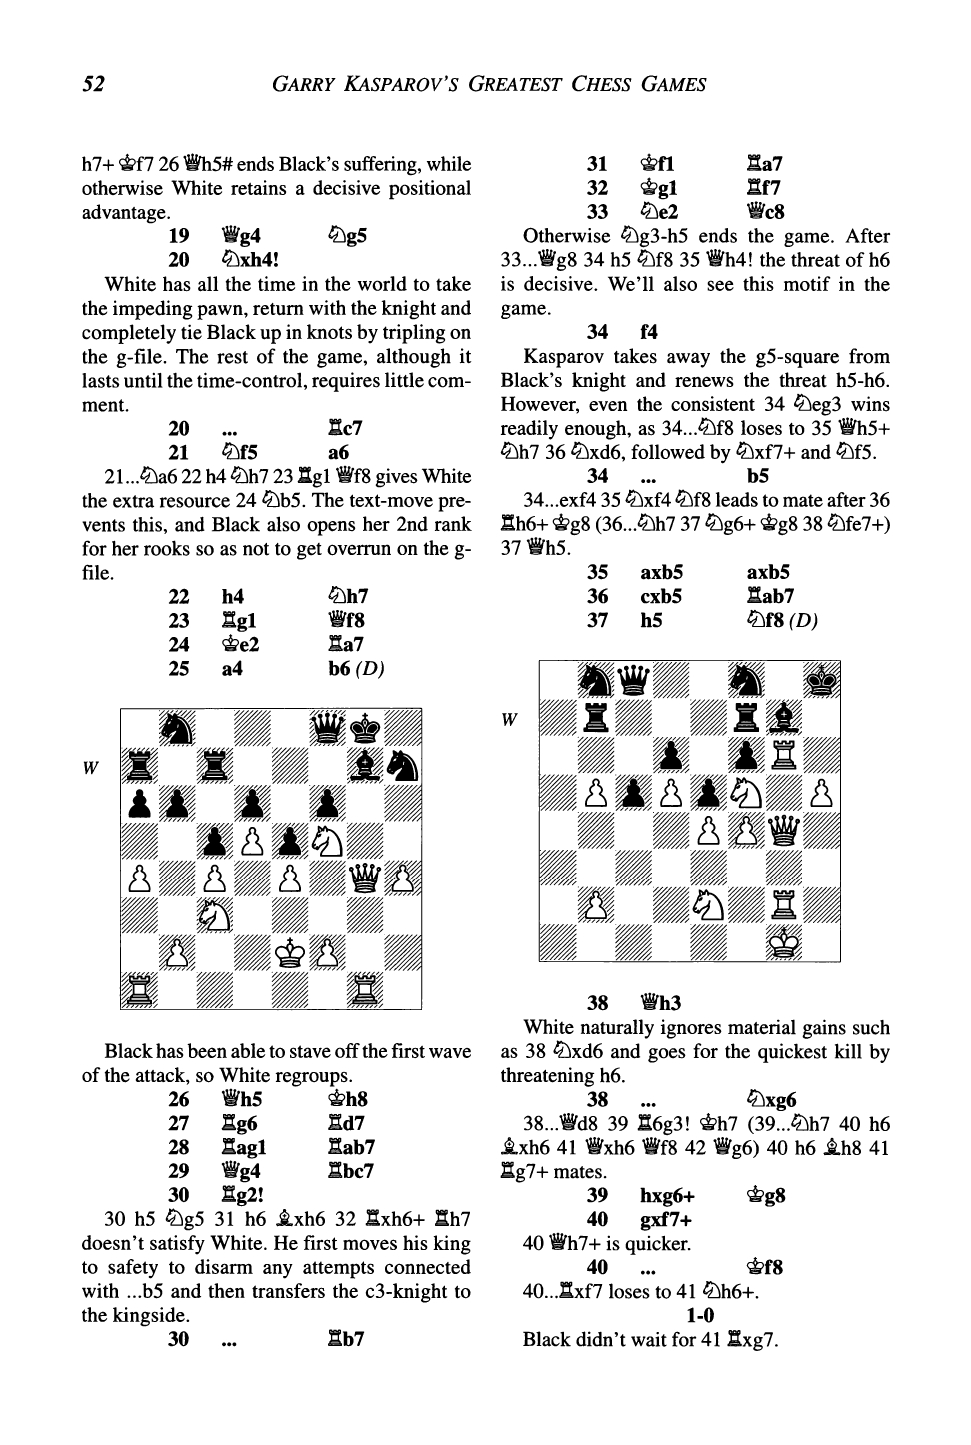 52 GARRY KASPAROV'S GREATEST CHESS GAMES
h7+ ♔f7 26 ♕h5# ends Black's suffering, while
otherwise White retains a decisive positional
advantage.
19 ♕g4 ♘g5
20 ♘xh4!
White has all the time in the world to take
the impeding pawn, return with the knight and
completely tie Black up in knots by tripling on
the g-file. The rest of the game, although it
lasts until the time-control, requires little com-
ment.
20 ... ♖c7
21 ♘f5 a6
21...♘a6 22 h4 ♘h7 23 ♖g1 ♕f8 gives White
the extra resource 24 ♘b5. The text-move pre-
vents this, and Black also opens her 2nd rank
for her rooks so as not to get overrun on the g-
file.
22 h4 ♘h7
23 ♖g1 ♕f8
24 ♔e2 ♖a7
25 a4 b6 (D)
W
Black has been able to stave off the first wave
of the attack, so White regroups.
26 ♕h5 ♔h8
27 ♖g6 ♖d7
28 ♖ag1 ♖ab7
29 ♕g4 ♖bc7
30 ♖g2!
30 h5 ♘g5 31 h6 ♗xh6 32 ♖xh6+ ♖h7
doesn't satisfy White. He first moves his king
to safety to disarm any attempts connected
with ...b5 and then transfers the c3-knight to
the kingside.
30 ... ♖b7
31 ♔f1 ♖a7
32 ♔g1 ♖f7
33 ♘e2 ♕c8
Otherwise ♘g3-h5 ends the game. After
33...♕g8 34 h5 ♘f8 35 ♕h4! the threat of h6
is decisive. We'll also see this motif in the
game.
34 f4
Kasparov takes away the g5-square from
Black's knight and renews the threat h5-h6.
However, even the consistent 34 ♘eg3 wins
readily enough, as 34...♘f8 loses to 35 ♕h5+
♘h7 36 ♘xd6, followed by ♘xf7+ and ♘f5.
34 ... b5
34...exf4 35 ♘xf4 ♘f8 leads to mate after 36
♖h6+ ♔g8 (36...♘h7 37 ♘g6+ ♔g8 38 ♘fe7+)
37 ♕h5.
35 axb5 axb5
36 cxb5 ♖ab7
37 h5 ♘f8 (D)
W
38 ♕h3
White naturally ignores material gains such
as 38 ♘xd6 and goes for the quickest kill by
threatening h6.
38 ... ♘xg6
38...♕d8 39 ♖6g3! ♔h7 (39...♘h7 40 h6
♗xh6 41 ♕xh6 ♕f8 42 ♕g6) 40 h6 ♗h8 41
♖g7+ mates.
39 hxg6+ ♔g8
40 gxf7+
40 ♕h7+ is quicker.
40 ... ♔f8
40...♖xf7 loses to 41 ♘h6+.
1-0
Black didn't wait for 41 ♖xg7.